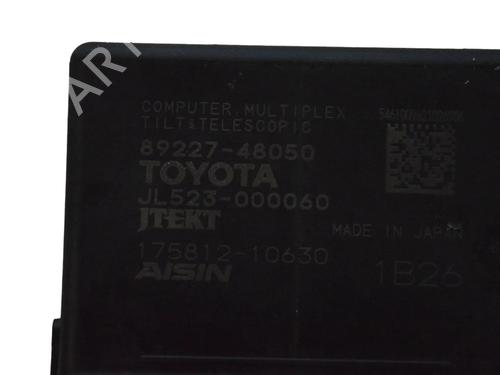 COMPUTER.MULTIPLEX
TILT&TELESCOPIC
89227-48050
TOYOTA
JL523-000060
JTEKT
MADE IN JAPAN
175812-10630
AISIN
1B26